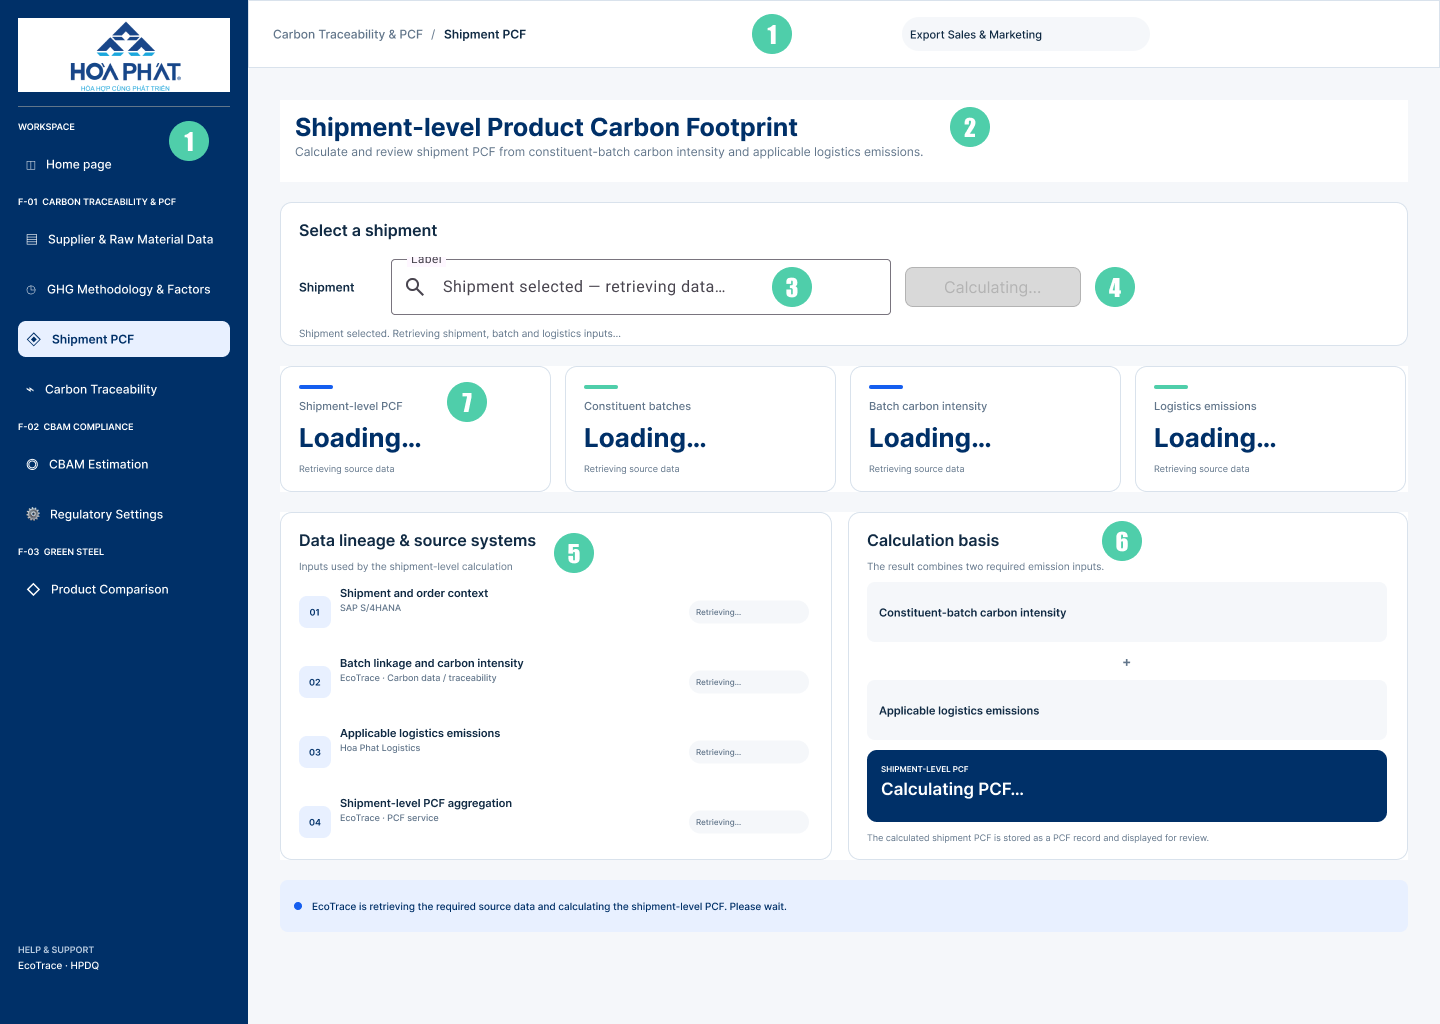 HÒA PHÁT
HÒA HỢP CÙNG PHÁT TRIỂN
WORKSPACE
1
Home page
F-01 CARBON TRACEABILITY & PCF
Supplier & Raw Material Data
GHG Methodology & Factors
Shipment PCF
Carbon Traceability
F-02 CBAM COMPLIANCE
CBAM Estimation
Regulatory Settings
F-03 GREEN STEEL
Product Comparison
HELP & SUPPORT
EcoTrace · HPDQ
Carbon Traceability & PCF / Shipment PCF
1
Export Sales & Marketing
Shipment-level Product Carbon Footprint
2
Calculate and review shipment PCF from constituent-batch carbon intensity and applicable logistics emissions.
Select a shipment
Label
Shipment
Shipment selected — retrieving data...
3
Calculating...
4
Shipment selected. Retrieving shipment, batch and logistics inputs...
Shipment-level PCF
7
Loading...
Retrieving source data
Constituent batches
Loading...
Retrieving source data
Batch carbon intensity
Loading...
Retrieving source data
Logistics emissions
Loading...
Retrieving source data
Data lineage & source systems
5
Inputs used by the shipment-level calculation
01
Shipment and order context
SAP S/4HANA
Retrieving...
02
Batch linkage and carbon intensity
EcoTrace · Carbon data / traceability
Retrieving...
03
Applicable logistics emissions
Hoa Phat Logistics
Retrieving...
04
Shipment-level PCF aggregation
EcoTrace · PCF service
Retrieving...
Calculation basis
6
The result combines two required emission inputs.
Constituent-batch carbon intensity
+
Applicable logistics emissions
SHIPMENT-LEVEL PCF
Calculating PCF...
The calculated shipment PCF is stored as a PCF record and displayed for review.
EcoTrace is retrieving the required source data and calculating the shipment-level PCF. Please wait.